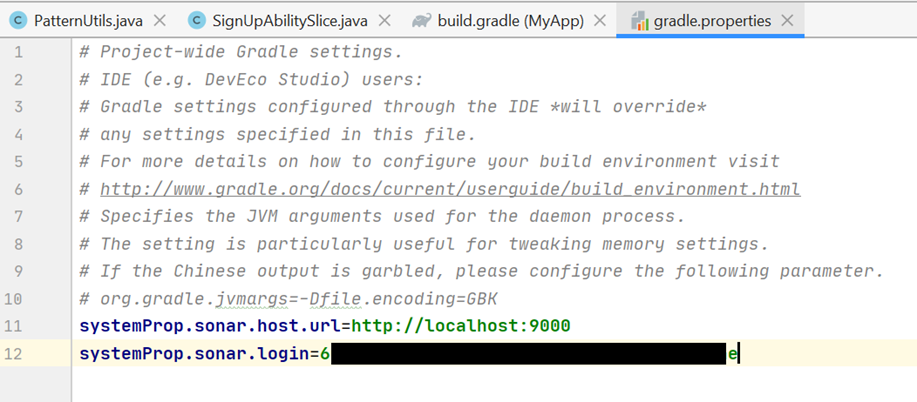 PatternUtils.java SignUpAbilitySlice.java build.gradle (MyApp) gradle.properties
1 # Project-wide Gradle settings.
2 # IDE (e.g. DevEco Studio) users:
3 # Gradle settings configured through the IDE *will override*
4 # any settings specified in this file.
5 # For more details on how to configure your build environment visit
6 # http://www.gradle.org/docs/current/userguide/build_environment.html
7 # Specifies the JVM arguments used for the daemon process.
8 # The setting is particularly useful for tweaking memory settings.
9 # If the Chinese output is garbled, please configure the following parameter.
10 # org.gradle.jvmargs=-Dfile.encoding=GBK
11 systemProp.sonar.host.url=http://localhost:9000
12 systemProp.sonar.login=6 e